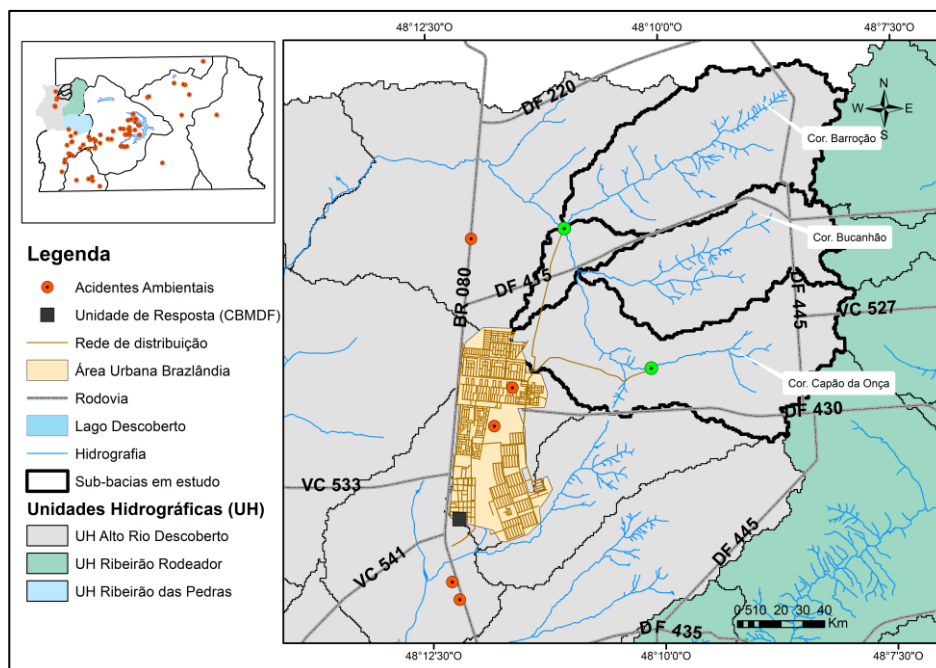 48°12'30"O
48°10'0"O
48°7'30"O
DF 220
N
W
E
S
Cor. Barroção
Cor. Bucanhão
BR 080
DF 415
DF 445
VC 527
Cor. Capão da Onça
DF 430
VC 533
VC 541
DF 445
DF 435
0 5 10 20 30 40
Km
Legenda
Acidentes Ambientais
Unidade de Resposta (CBMDF)
Rede de distribuição
Área Urbana Brazlândia
Rodovia
Lago Descoberto
Hidrografia
Sub-bacias em estudo
Unidades Hidrográficas (UH)
UH Alto Rio Descoberto
UH Ribeirão Rodeador
UH Ribeirão das Pedras
48°12'30"O
48°10'0"O
48°7'30"O